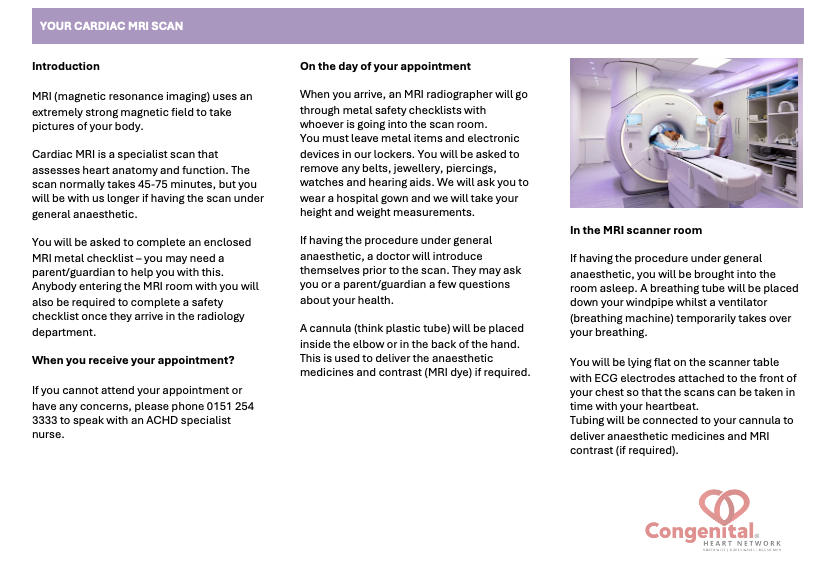 YOUR CARDIAC MRI SCAN
Introduction
MRI (magnetic resonance imaging) uses an
extremely strong magnetic field to take
pictures of your body.
Cardiac MRI is a specialist scan that
assesses heart anatomy and function. The
scan normally takes 45-75 minutes, but you
will be with us longer if having the scan under
general anaesthetic.
You will be asked to complete an enclosed
MRI metal checklist – you may need a
parent/guardian to help you with this.
Anybody entering the MRI room with you will
also be required to complete a safety
checklist once they arrive in the radiology
department.
When you receive your appointment?
If you cannot attend your appointment or
have any concerns, please phone 0151 254
3333 to speak with an ACHD specialist
nurse.
On the day of your appointment
When you arrive, an MRI radiographer will go
through metal safety checklists with
whoever is going into the scan room.
You must leave metal items and electronic
devices in our lockers. You will be asked to
remove any belts, jewellery, piercings,
watches and hearing aids. We will ask you to
wear a hospital gown and we will take your
height and weight measurements.
If having the procedure under general
anaesthetic, a doctor will introduce
themselves prior to the scan. They may ask
you or a parent/guardian a few questions
about your health.
A cannula (think plastic tube) will be placed
inside the elbow or in the back of the hand.
This is used to deliver the anaesthetic
medicines and contrast (MRI dye) if required.
In the MRI scanner room
If having the procedure under general
anaesthetic, you will be brought into the
room asleep. A breathing tube will be placed
down your windpipe whilst a ventilator
(breathing machine) temporarily takes over
your breathing.
You will be lying flat on the scanner table
with ECG electrodes attached to the front of
your chest so that the scans can be taken in
time with your heartbeat.
Tubing will be connected to your cannula to
deliver anaesthetic medicines and MRI
contrast (if required).
Congenital
HEART NETWORK